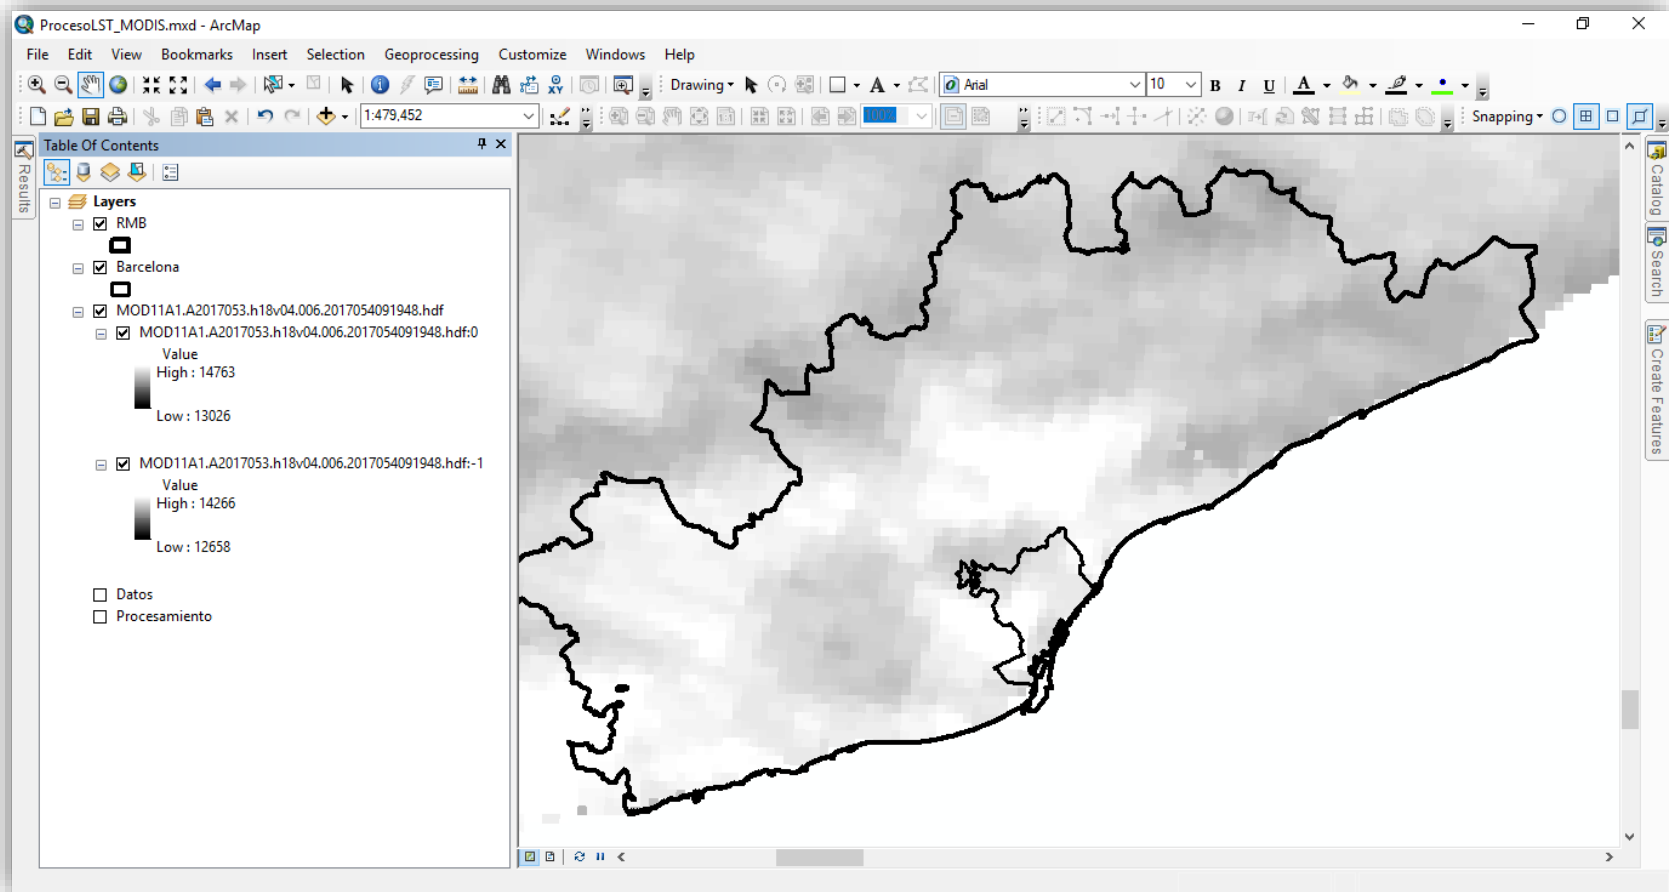 ProcesoLST_MODIS.mxd - ArcMap
File Edit View Bookmarks Insert Selection Geoprocessing Customize Windows Help
Drawing A Arial 10 B I U A
1:479,452 100% Snapping
Results
Table Of Contents
Layers
RMB
Barcelona
MOD11A1.A2017053.h18v04.006.2017054091948.hdf
MOD11A1.A2017053.h18v04.006.2017054091948.hdf:0
Value
High : 14763
Low : 13026
MOD11A1.A2017053.h18v04.006.2017054091948.hdf:-1
Value
High : 14266
Low : 12658
Datos
Procesamiento
Catalog
Search
Create Features